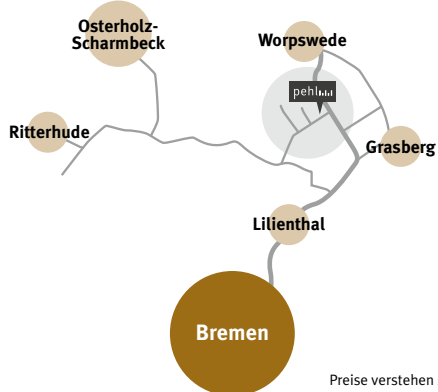 Osterholz-
Scharmbeck
Worpswede
pehl
Ritterhude
Grasberg
Lilienthal
Bremen
Preise verstehen